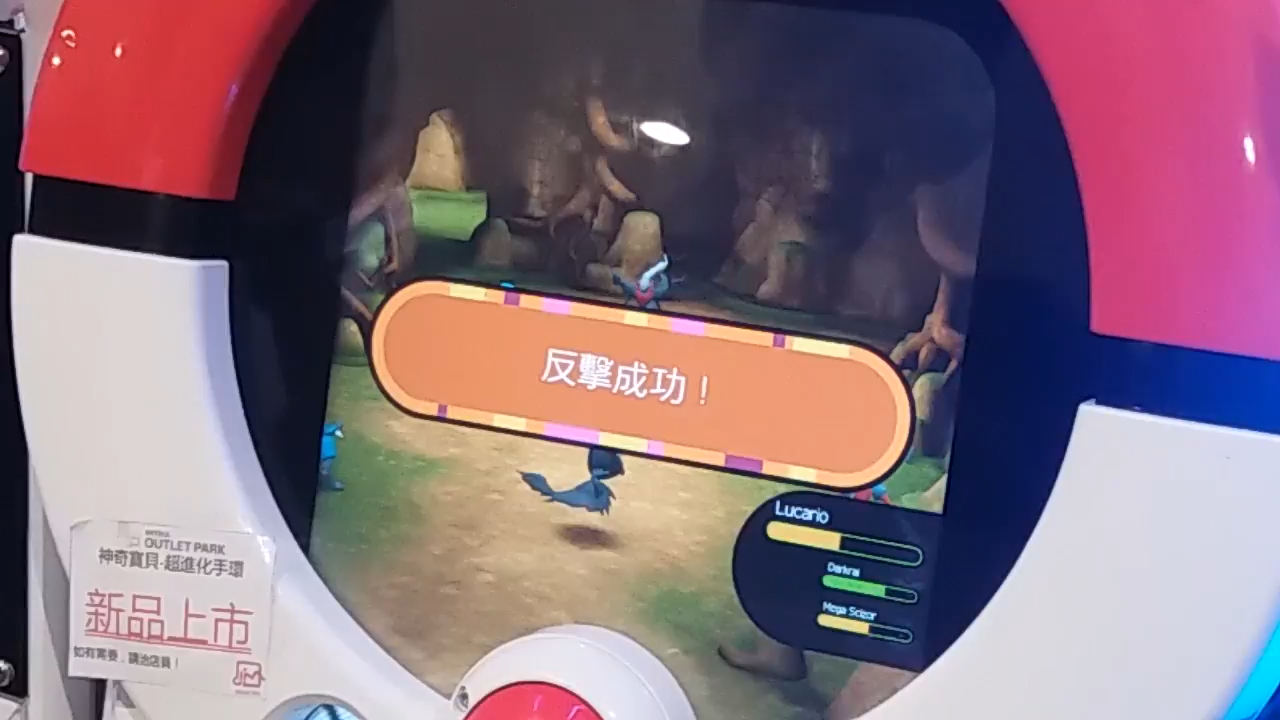 反擊成功！
Lucario
Darkrai
Mega Scizor
OUTLET PARK
神奇寶貝-超進化手環
新品上市
如有需要，請洽店員！